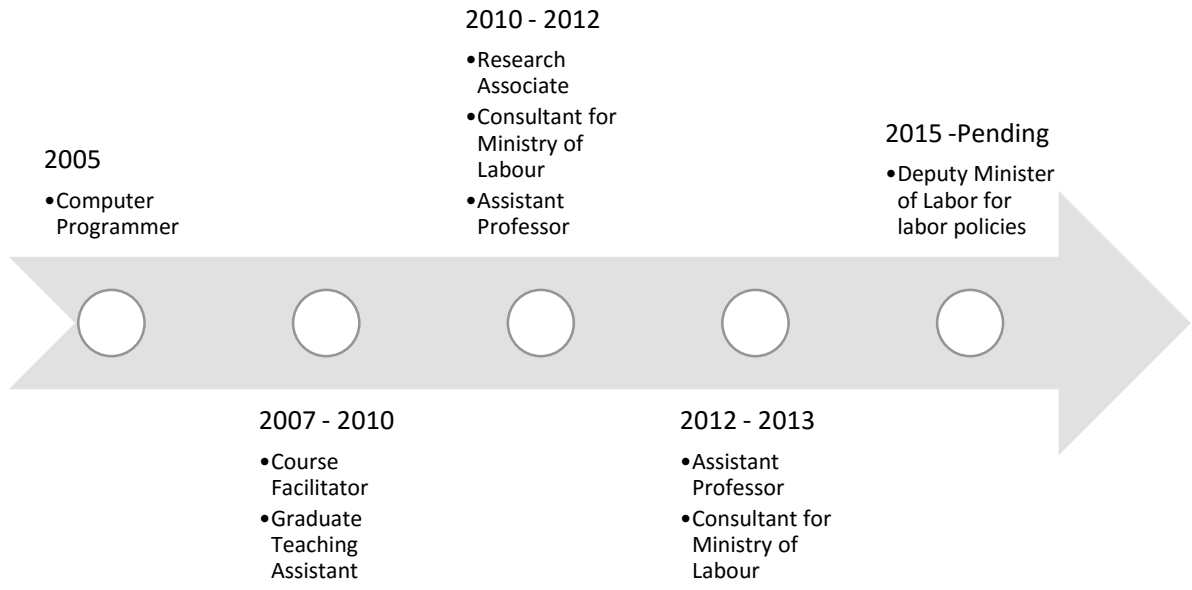 2005
•Computer
Programmer
2007 - 2010
•Course
Facilitator
•Graduate
Teaching
Assistant
2010 - 2012
•Research
Associate
•Consultant for
Ministry of
Labour
•Assistant
Professor
2012 - 2013
•Assistant
Professor
•Consultant for
Ministry of
Labour
2015 -Pending
•Deputy Minister
of Labor for
labor policies